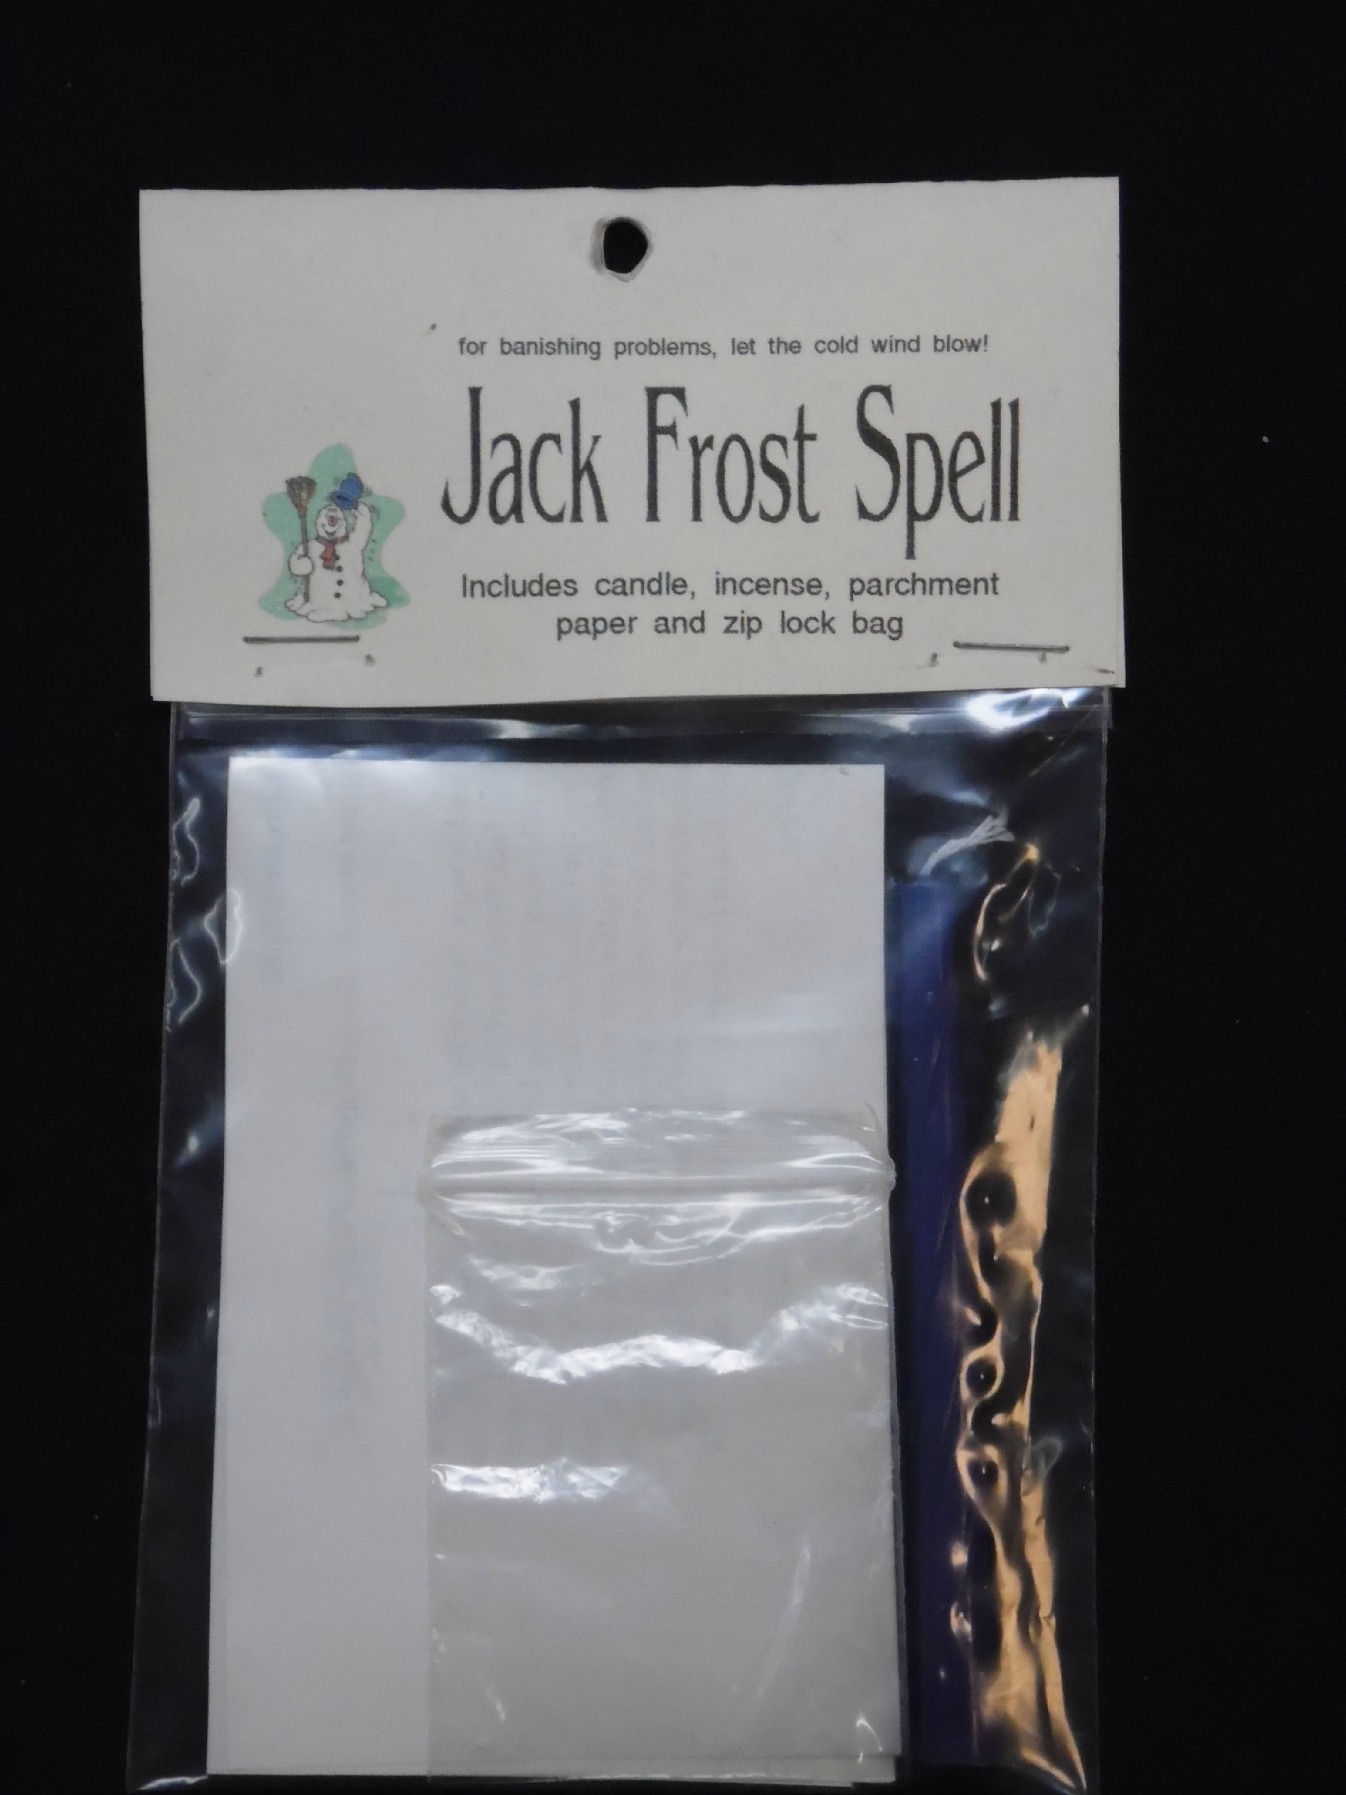 for banishing problems, let the cold wind blow!
Jack Frost Spell
Includes candle, incense, parchment
paper and zip lock bag